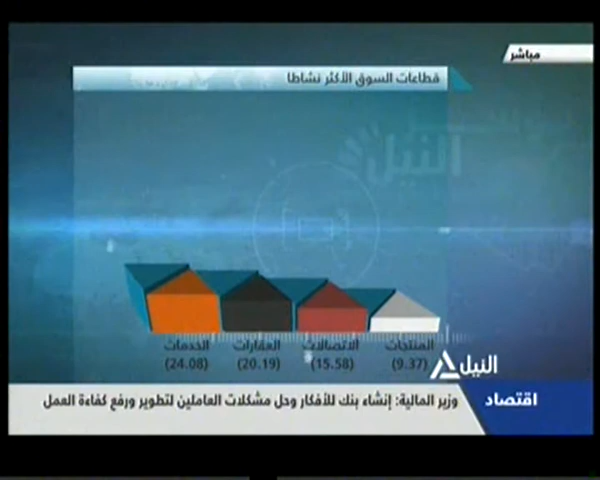 مباشر
قطاعات السوق الأكثر نشاطا
النيل
الخدمات العقارات الاتصالات المنتجات
(24.08) (20.19) (15.58) (9.37)
النيل
اقتصاد
وزير المالية: إنشاء بنك للأفكار وحل مشكلات العاملين لتطوير ورفع كفاءة العمل